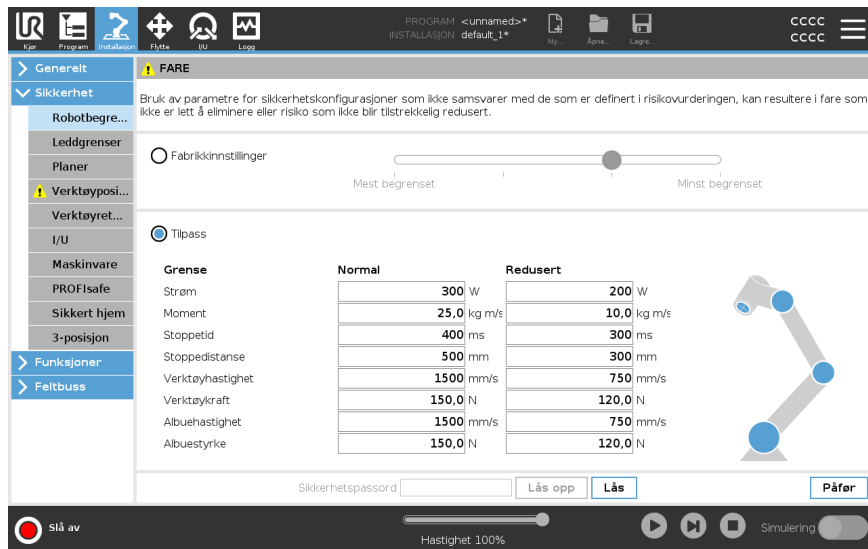 UR
PROGRAM <unnamed>*
INSTALLASJON default_1*
CCCC
CCCC
Kjør Program Installasjon Flytte I/U Logg Ny... Åpne... Lagre...
Generelt
Sikkerhet
Robotbegre...
Leddgrenser
Planer
Verktøyposi...
Verktøyret...
I/U
Maskinvare
PROFIsafe
Sikkert hjem
3-posisjon
Funksjoner
Feltbuss
FARE
Bruk av parametre for sikkerhetskonfigurasjoner som ikke samsvarer med de som er definert i risikovurderingen, kan resultere i fare som
ikke er lett å eliminere eller risiko som ikke blir tilstrekkelig redusert.
Fabrikkinnstillinger
Mest begrenset Minst begrenset
Tilpass
Grense Normal Redusert
Strøm 300 W 200 W
Moment 25,0 kg m/s 10,0 kg m/s
Stoppetid 400 ms 300 ms
Stoppedistanse 500 mm 300 mm
Verktøyhastighet 1500 mm/s 750 mm/s
Verktøykraft 150,0 N 120,0 N
Albuehastighet 1500 mm/s 750 mm/s
Albuestyrke 150,0 N 120,0 N
Sikkerhetspassord Lås opp Lås Påfør
Slå av
Hastighet 100%
Simulering